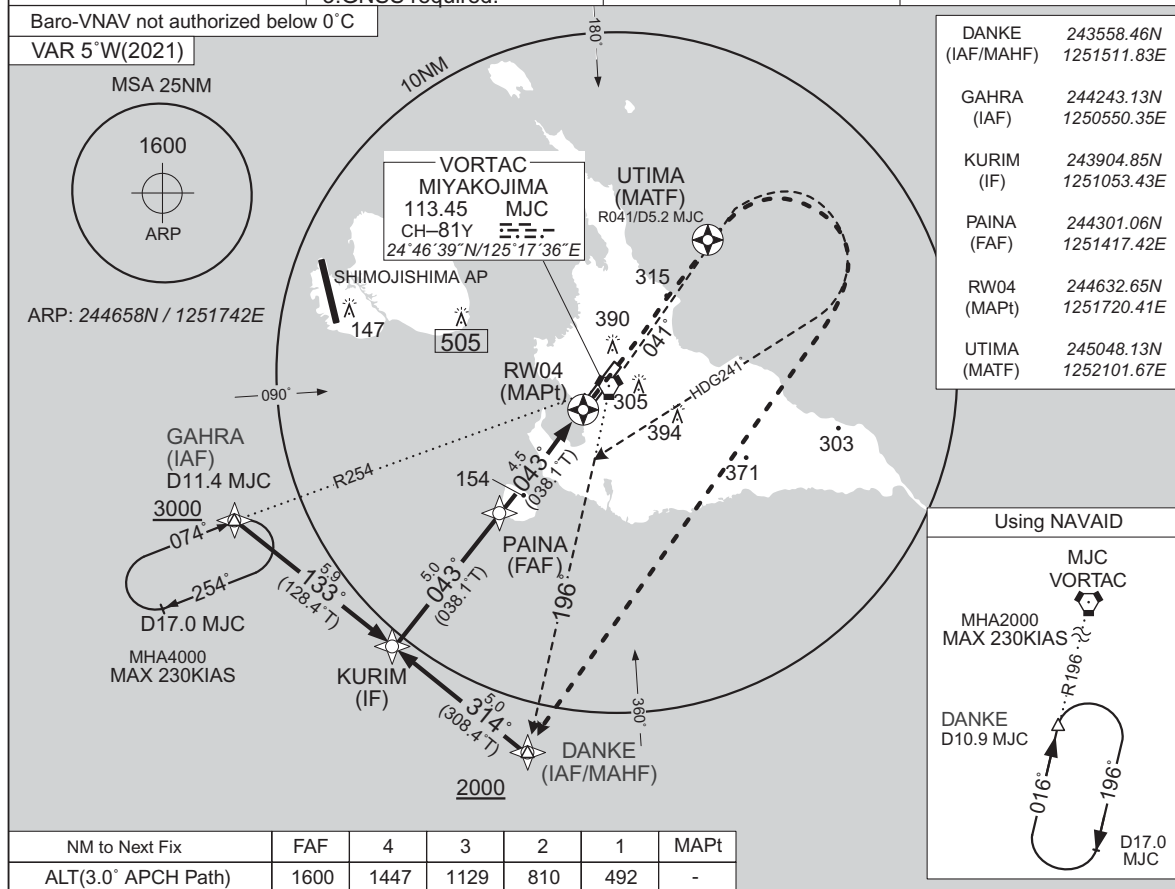 3.GNSS required.
Baro-VNAV not authorized below 0˚C
VAR 5˚W(2021)
MSA 25NM
1600
ARP
ARP: 244658N / 1251742E
10NM
180˚
090˚
360˚
VORTAC
MIYAKOJIMA
113.45 MJC
CH–81Y
24˚46´39˝N/125˚17´36˝E
UTIMA
(MATF)
R041/D5.2 MJC
SHIMOJISHIMA AP
147
505
315
390
041˚
RW04
(MAPt)
305
HDG241˚
394
303
371
GAHRA
(IAF)
D11.4 MJC
3000
R254
074˚
254˚
D17.0 MJC
MHA4000
MAX 230KIAS
5.9
133˚
(128.4˚T)
154
4.5
043˚
(038.1˚T)
PAINA
(FAF)
5.0
043˚
(038.1˚T)
196˚
KURIM
(IF)
5.0
314˚
(308.4˚T)
DANKE
(IAF/MAHF)
2000
DANKE 243558.46N
(IAF/MAHF) 1251511.83E
GAHRA 244243.13N
(IAF) 1250550.35E
KURIM 243904.85N
(IF) 1251053.43E
PAINA 244301.06N
(FAF) 1251417.42E
RW04 244632.65N
(MAPt) 1251720.41E
UTIMA 245048.13N
(MATF) 1252101.67E
Using NAVAID
MJC
VORTAC
MHA2000
MAX 230KIAS
R196
DANKE
D10.9 MJC
016˚
196˚
D17.0
MJC
NM to Next Fix FAF 4 3 2 1 MAPt
ALT(3.0˚ APCH Path) 1600 1447 1129 810 492 -